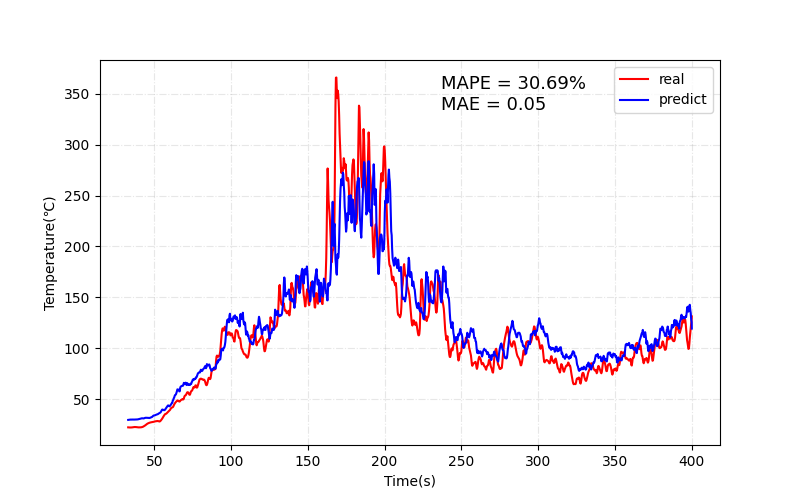 MAPE = 30.69%
MAE = 0.05
real
predict
Temperature(℃)
350
300
250
200
150
100
50
50 100 150 200 250 300 350 400
Time(s)